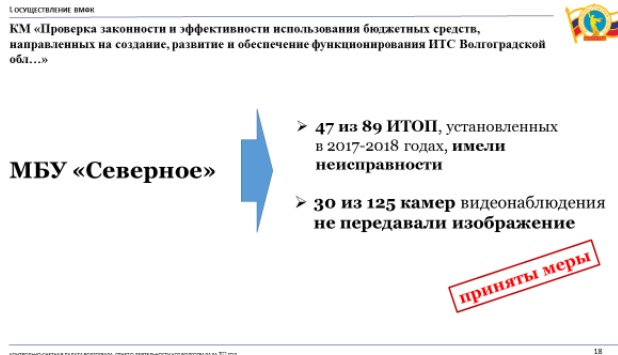 I. ОСУЩЕСТВЛЕНИЕ ВМФК
КМ «Проверка законности и эффективности использования бюджетных средств,
направленных на создание, развитие и обеспечение функционирования ИТС Волгоградской
обл…»
МБУ «Северное»
➢ 47 из 89 ИТОП, установленных
в 2017-2018 годах, имели
неисправности
➢ 30 из 125 камер видеонаблюдения
не передавали изображение
приняты меры
18